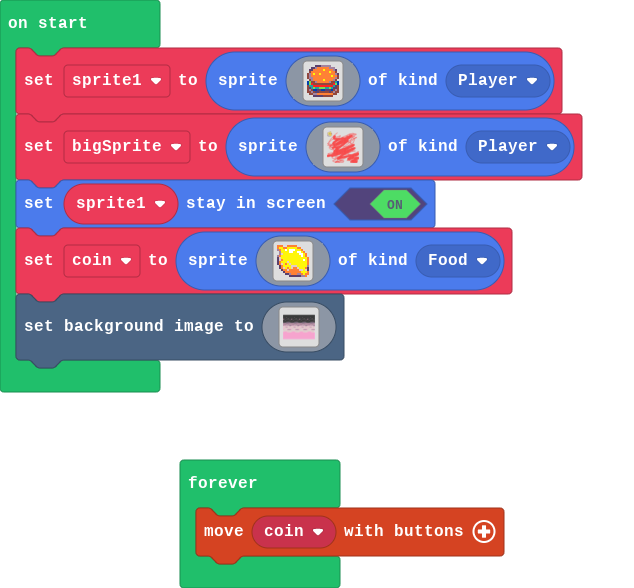 on start
set sprite1 to sprite of kind Player
set bigSprite to sprite of kind Player
set sprite1 stay in screen ON
set coin to sprite of kind Food
set background image to
forever
move coin with buttons